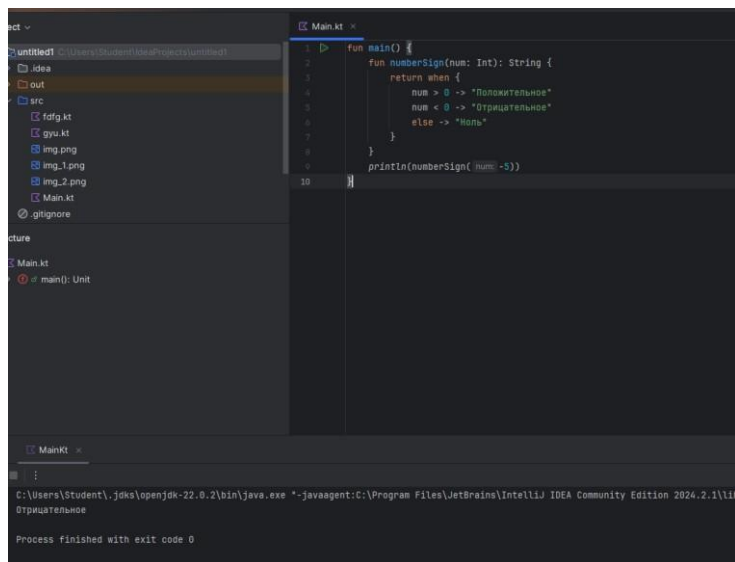 ect
Main.kt
untitled1 C:\Users\Student\IdeaProjects\untitled1
.idea
out
src
fdfg.kt
gyu.kt
img.png
img_1.png
img_2.png
Main.kt
.gitignore
cture
Main.kt
main(): Unit
1 fun main() {
2 fun numberSign(num: Int): String {
3 return when {
4 num > 0 -> "Положительное"
5 num < 0 -> "Отрицательное"
6 else -> "Ноль"
7 }
8 }
9 println(numberSign( num: -5))
10 }
MainKt
C:\Users\Student\.jdks\openjdk-22.0.2\bin\java.exe "-javaagent:C:\Program Files\JetBrains\IntelliJ IDEA Community Edition 2024.2.1\li
Отрицательное
Process finished with exit code 0